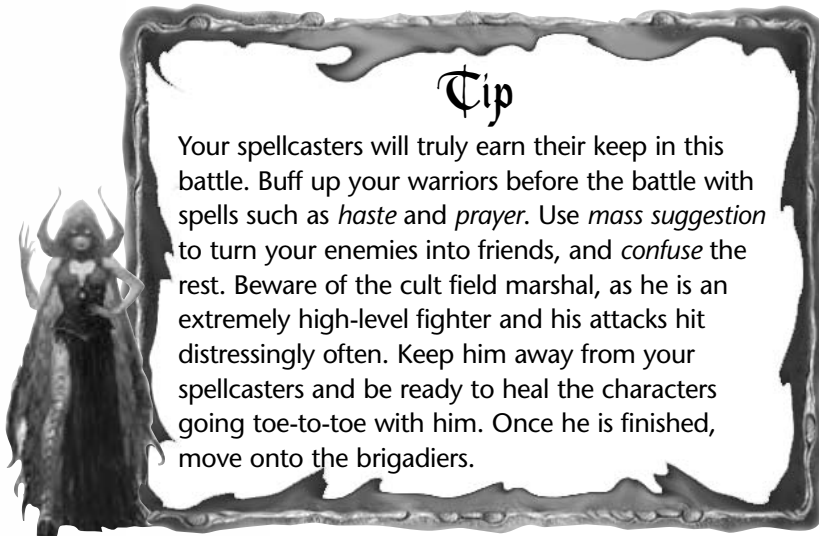 Tip
Your spellcasters will truly earn their keep in this
battle. Buff up your warriors before the battle with
spells such as haste and prayer. Use mass suggestion
to turn your enemies into friends, and confuse the
rest. Beware of the cult field marshal, as he is an
extremely high-level fighter and his attacks hit
distressingly often. Keep him away from your
spellcasters and be ready to heal the characters
going toe-to-toe with him. Once he is finished,
move onto the brigadiers.